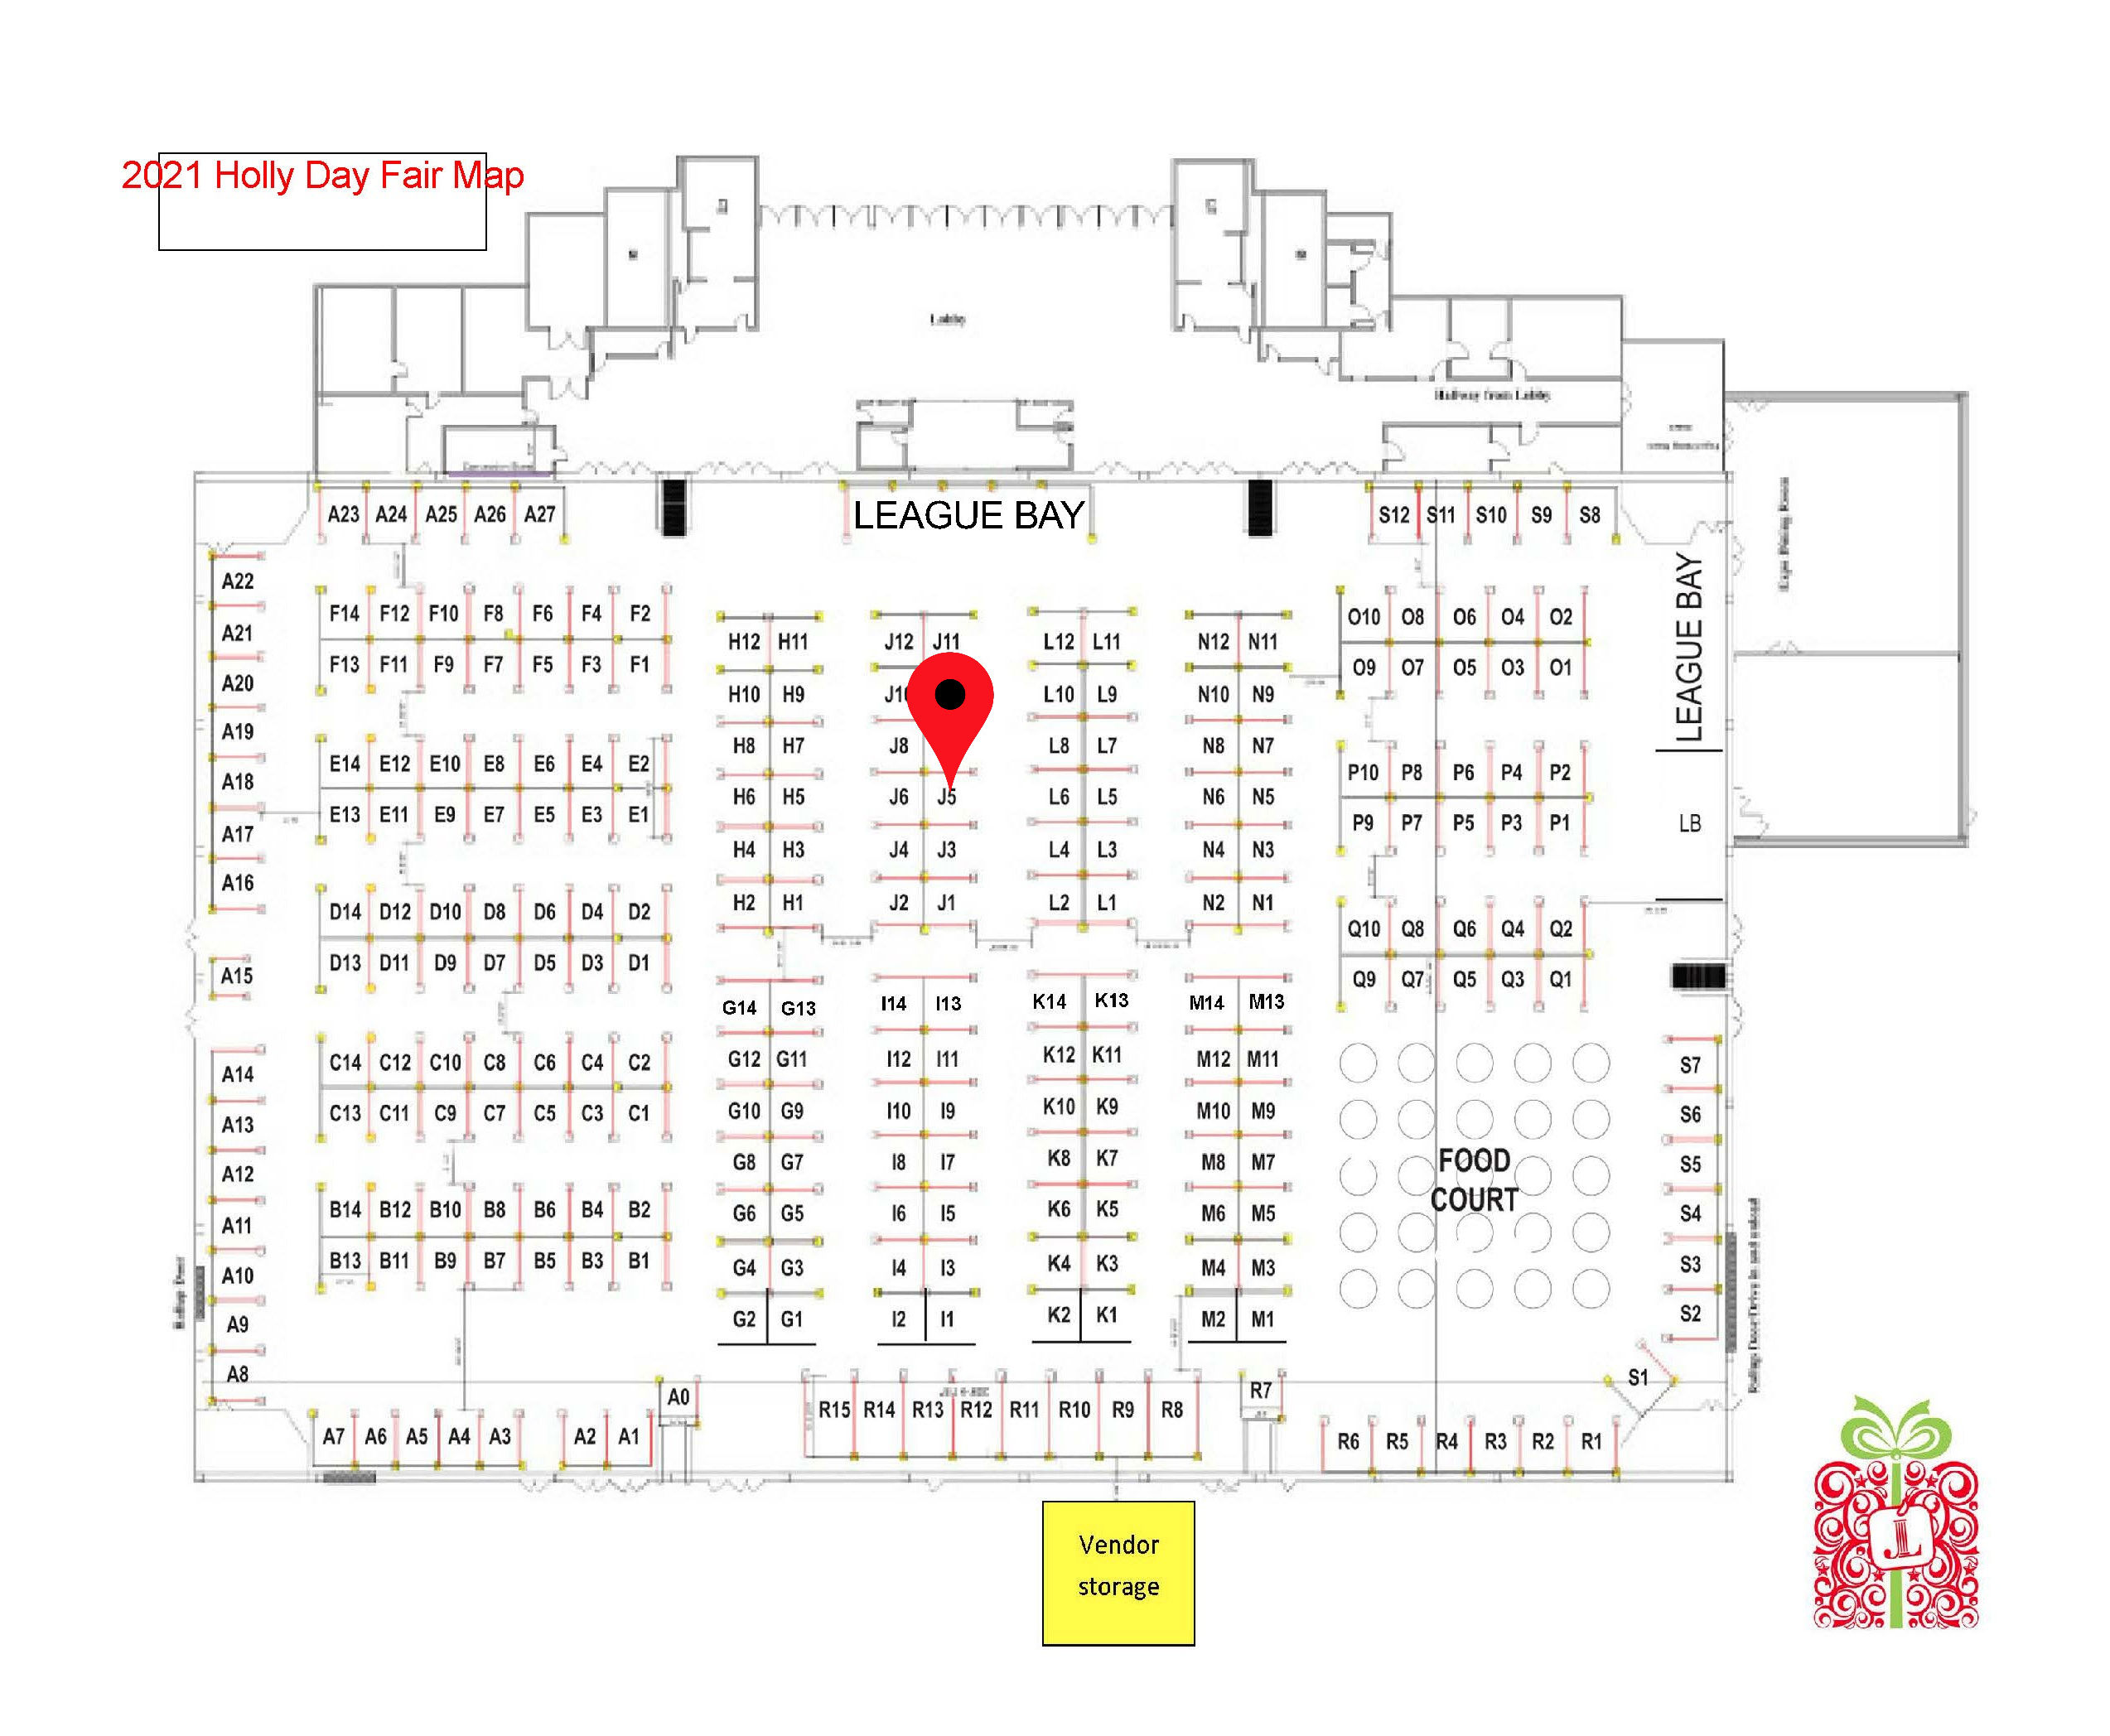 2021 Holly Day Fair Map
Lobby
Hallway from Lobby
LEAGUE BAY
A23 A24 A25 A26 A27
S12 S11 S10 S9 S8
LEAGUE BAY
A22
A21
A20
A19
A18
A17
A16
A15
A14
A13
A12
A11
A10
A9
A8
F14 F12 F10 F8 F6 F4 F2
F13 F11 F9 F7 F5 F3 F1
E14 E12 E10 E8 E6 E4 E2
E13 E11 E9 E7 E5 E3 E1
D14 D12 D10 D8 D6 D4 D2
D13 D11 D9 D7 D5 D3 D1
C14 C12 C10 C8 C6 C4 C2
C13 C11 C9 C7 C5 C3 C1
B14 B12 B10 B8 B6 B4 B2
B13 B11 B9 B7 B5 B3 B1
H12 H11
H10 H9
H8 H7
H6 H5
H4 H3
H2 H1
G14 G13
G12 G11
G10 G9
G8 G7
G6 G5
G4 G3
G2 G1
J12 J11
J10
J8
J6 J5
J4 J3
J2 J1
I14 I13
I12 I11
I10 I9
I8 I7
I6 I5
I4 I3
I2 I1
L12 L11
L10 L9
L8 L7
L6 L5
L4 L3
L2 L1
K14 K13
K12 K11
K10 K9
K8 K7
K6 K5
K4 K3
K2 K1
N12 N11
N10 N9
N8 N7
N6 N5
N4 N3
N2 N1
M14 M13
M12 M11
M10 M9
M8 M7
M6 M5
M4 M3
M2 M1
O10 O8 O6 O4 O2
O9 O7 O5 O3 O1
P10 P8 P6 P4 P2
P9 P7 P5 P3 P1
LB
Q10 Q8 Q6 Q4 Q2
Q9 Q7 Q5 Q3 Q1
FOOD
COURT
S7
S6
S5
S4
S3
S2
S1
A7 A6 A5 A4 A3 A2 A1
A0
R15 R14 R13 R12 R11 R10 R9 R8
R7
R6 R5 R4 R3 R2 R1
Vendor
storage
JL